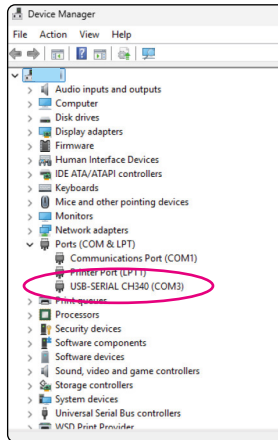 Device Manager
File Action View Help
Audio inputs and outputs
Computer
Disk drives
Display adapters
Firmware
Human Interface Devices
IDE ATA/ATAPI controllers
Keyboards
Mice and other pointing devices
Monitors
Network adapters
Ports (COM & LPT)
Communications Port (COM1)
Printer Port (LPT1)
USB-SERIAL CH340 (COM3)
Print queues
Processors
Security devices
Software components
Software devices
Sound, video and game controllers
Storage controllers
System devices
Universal Serial Bus controllers
WSD Print Provider